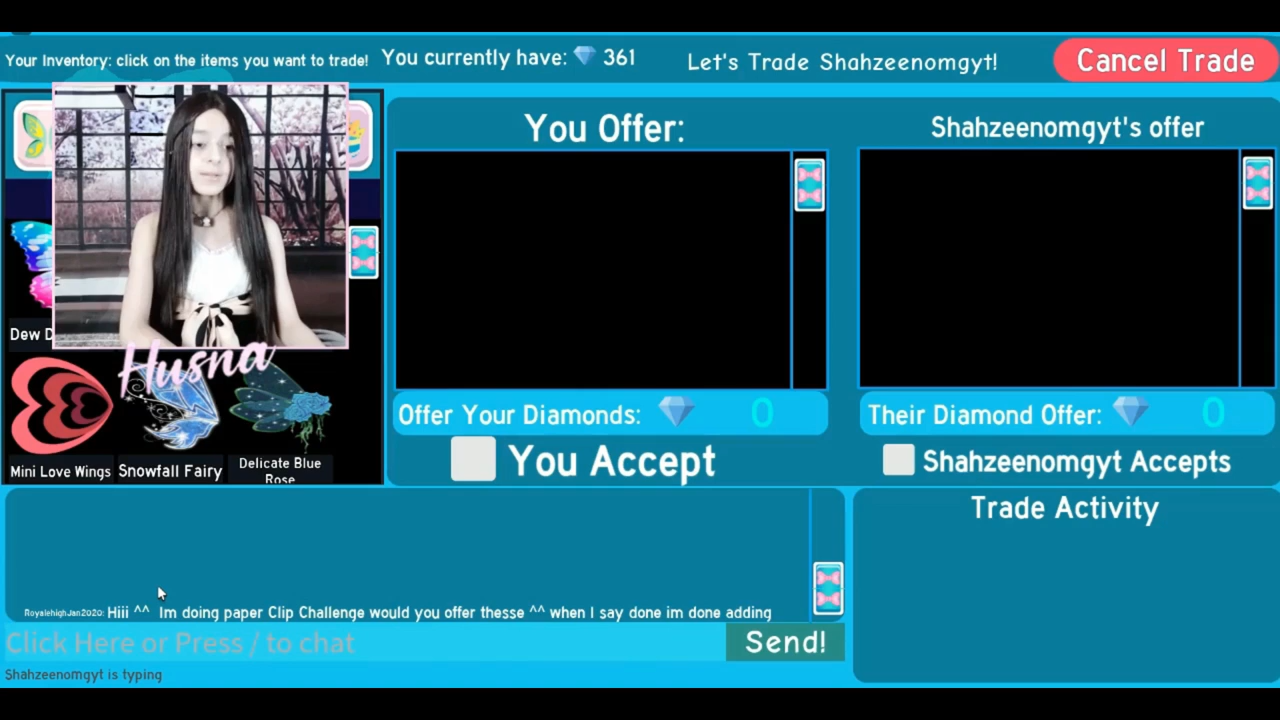 Your Inventory: click on the items you want to trade!
You currently have: 361
Let's Trade Shahzeenomgyt!
Cancel Trade
You Offer:
Shahzeenomgyt's offer
Dew D
Husna
Mini Love Wings
Snowfall Fairy
Delicate Blue
Rose
Offer Your Diamonds: 0
Their Diamond Offer: 0
You Accept
Shahzeenomgyt Accepts
Trade Activity
RoyalehighJan2020: Hiii ^^ Im doing paper Clip Challenge would you offer thesse ^^ when I say done im done adding
Click Here or Press / to chat
Send!
Shahzeenomgyt is typing